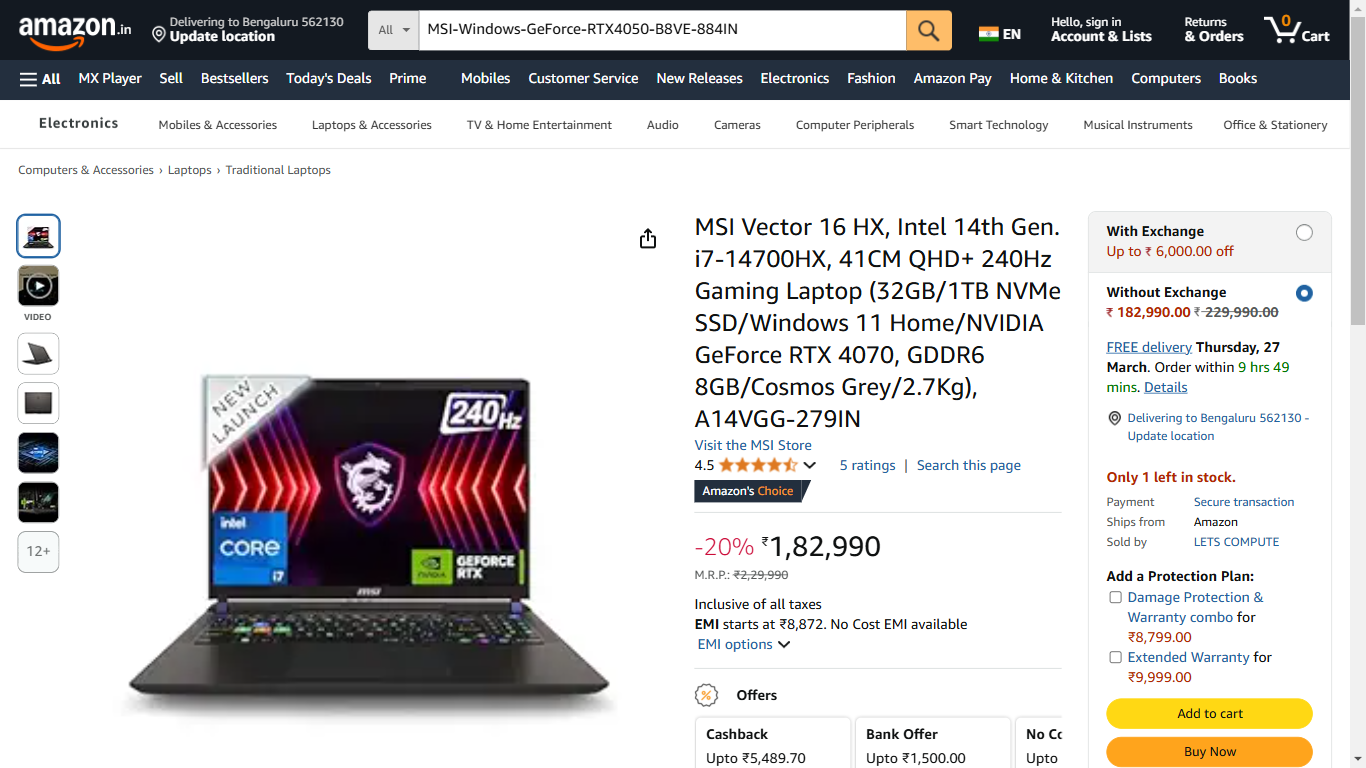 amazon.in
Delivering to Bengaluru 562130
Update location
All
MSI-Windows-GeForce-RTX4050-B8VE-884IN
EN
Hello, sign in
Account & Lists
Returns
& Orders
0
Cart
All
MX Player
Sell
Bestsellers
Today's Deals
Prime
Mobiles
Customer Service
New Releases
Electronics
Fashion
Amazon Pay
Home & Kitchen
Computers
Books
Electronics
Mobiles & Accessories
Laptops & Accessories
TV & Home Entertainment
Audio
Cameras
Computer Peripherals
Smart Technology
Musical Instruments
Office & Stationery
Computers & Accessories › Laptops › Traditional Laptops
VIDEO
12+
NEW
LAUNCH
240Hz
intel
CORE
i7
NVIDIA
GEFORCE
RTX
msi
MSI Vector 16 HX, Intel 14th Gen.
i7-14700HX, 41CM QHD+ 240Hz
Gaming Laptop (32GB/1TB NVMe
SSD/Windows 11 Home/NVIDIA
GeForce RTX 4070, GDDR6
8GB/Cosmos Grey/2.7Kg),
A14VGG-279IN
Visit the MSI Store
4.5
5 ratings | Search this page
Amazon's Choice
-20% ₹1,82,990
M.R.P.: ₹2,29,990
Inclusive of all taxes
EMI starts at ₹8,872. No Cost EMI available
EMI options
% Offers
Cashback
Upto ₹5,489.70
Bank Offer
Upto ₹1,500.00
No Co
Upto
With Exchange
Up to ₹ 6,000.00 off
Without Exchange
₹ 182,990.00 ₹ 229,990.00
FREE delivery Thursday, 27
March. Order within 9 hrs 49
mins. Details
Delivering to Bengaluru 562130 -
Update location
Only 1 left in stock.
Payment Secure transaction
Ships from Amazon
Sold by LETS COMPUTE
Add a Protection Plan:
Damage Protection &
Warranty combo for
₹8,799.00
Extended Warranty for
₹9,999.00
Add to cart
Buy Now